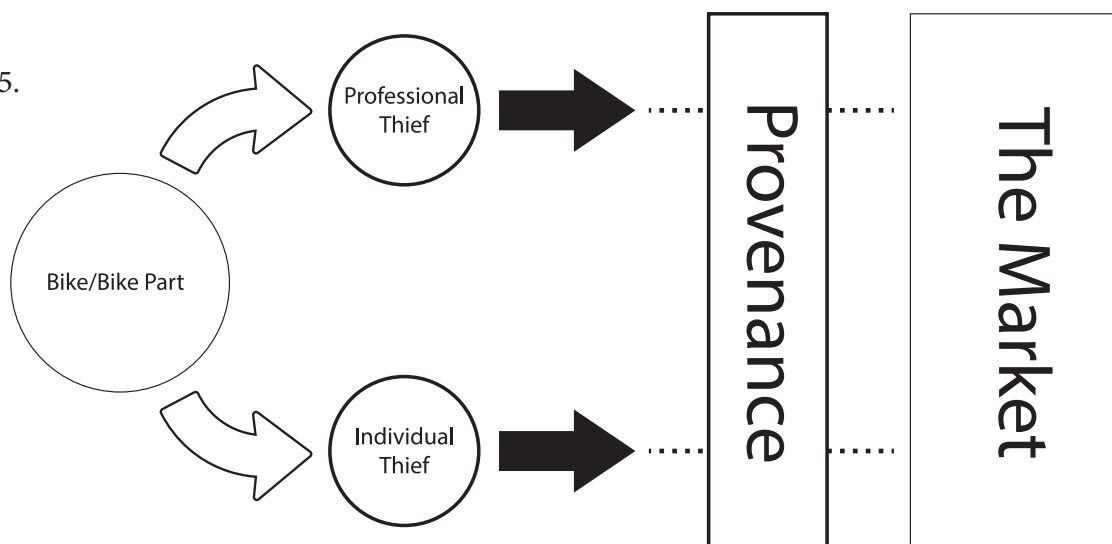 5.
Professional
Thief
Bike/Bike Part
Individual
Thief
Provenance
The Market